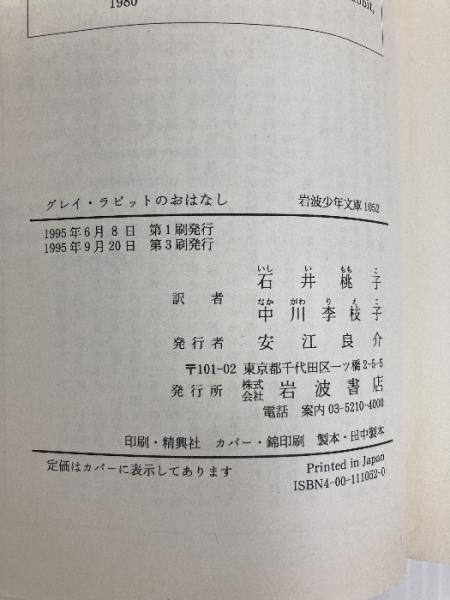 1980
グレイ・ラビットのおはなし 岩波少年文庫 1052
1995年6月8日 第1刷発行
1995年9月20日 第3刷発行
いし い もも こ
訳者 石井桃子
なか がわ り え こ
中川李枝子
発行者 安江良介
〒101-02 東京都千代田区一ツ橋2-5-5
発行所 株式会社 岩波書店
電話 案内 03-5210-4000
印刷・精興社 カバー・錦印刷 製本・田中製本
定価はカバーに表示してあります Printed in Japan
ISBN4-00-111052-0